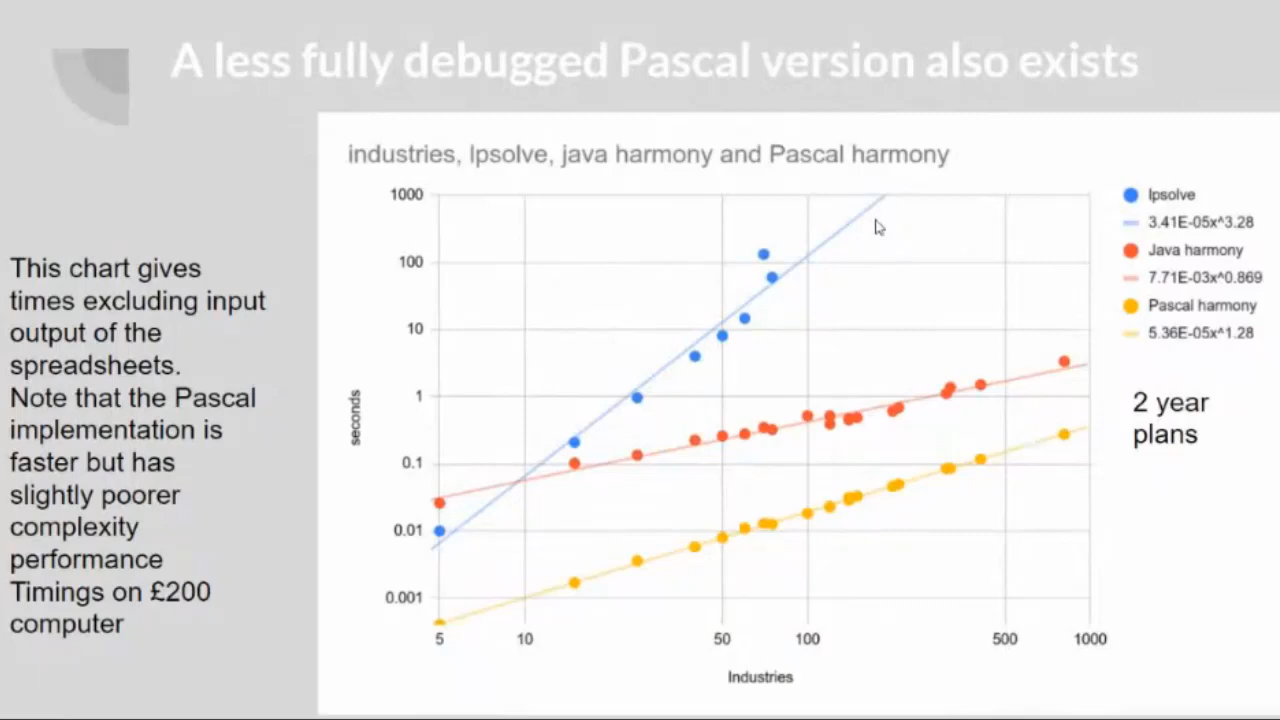 A less fully debugged Pascal version also exists
This chart gives
times excluding input
output of the
spreadsheets.
Note that the Pascal
implementation is
faster but has
slightly poorer
complexity
performance
Timings on £200
computer
industries, lpsolve, java harmony and Pascal harmony
1000
100
10
1
0.1
0.01
0.001
seconds
5 10 50 100 500 1000
Industries
lpsolve
3.41E-05x^3.28
Java harmony
7.71E-03x^0.869
Pascal harmony
5.36E-05x^1.28
2 year
plans